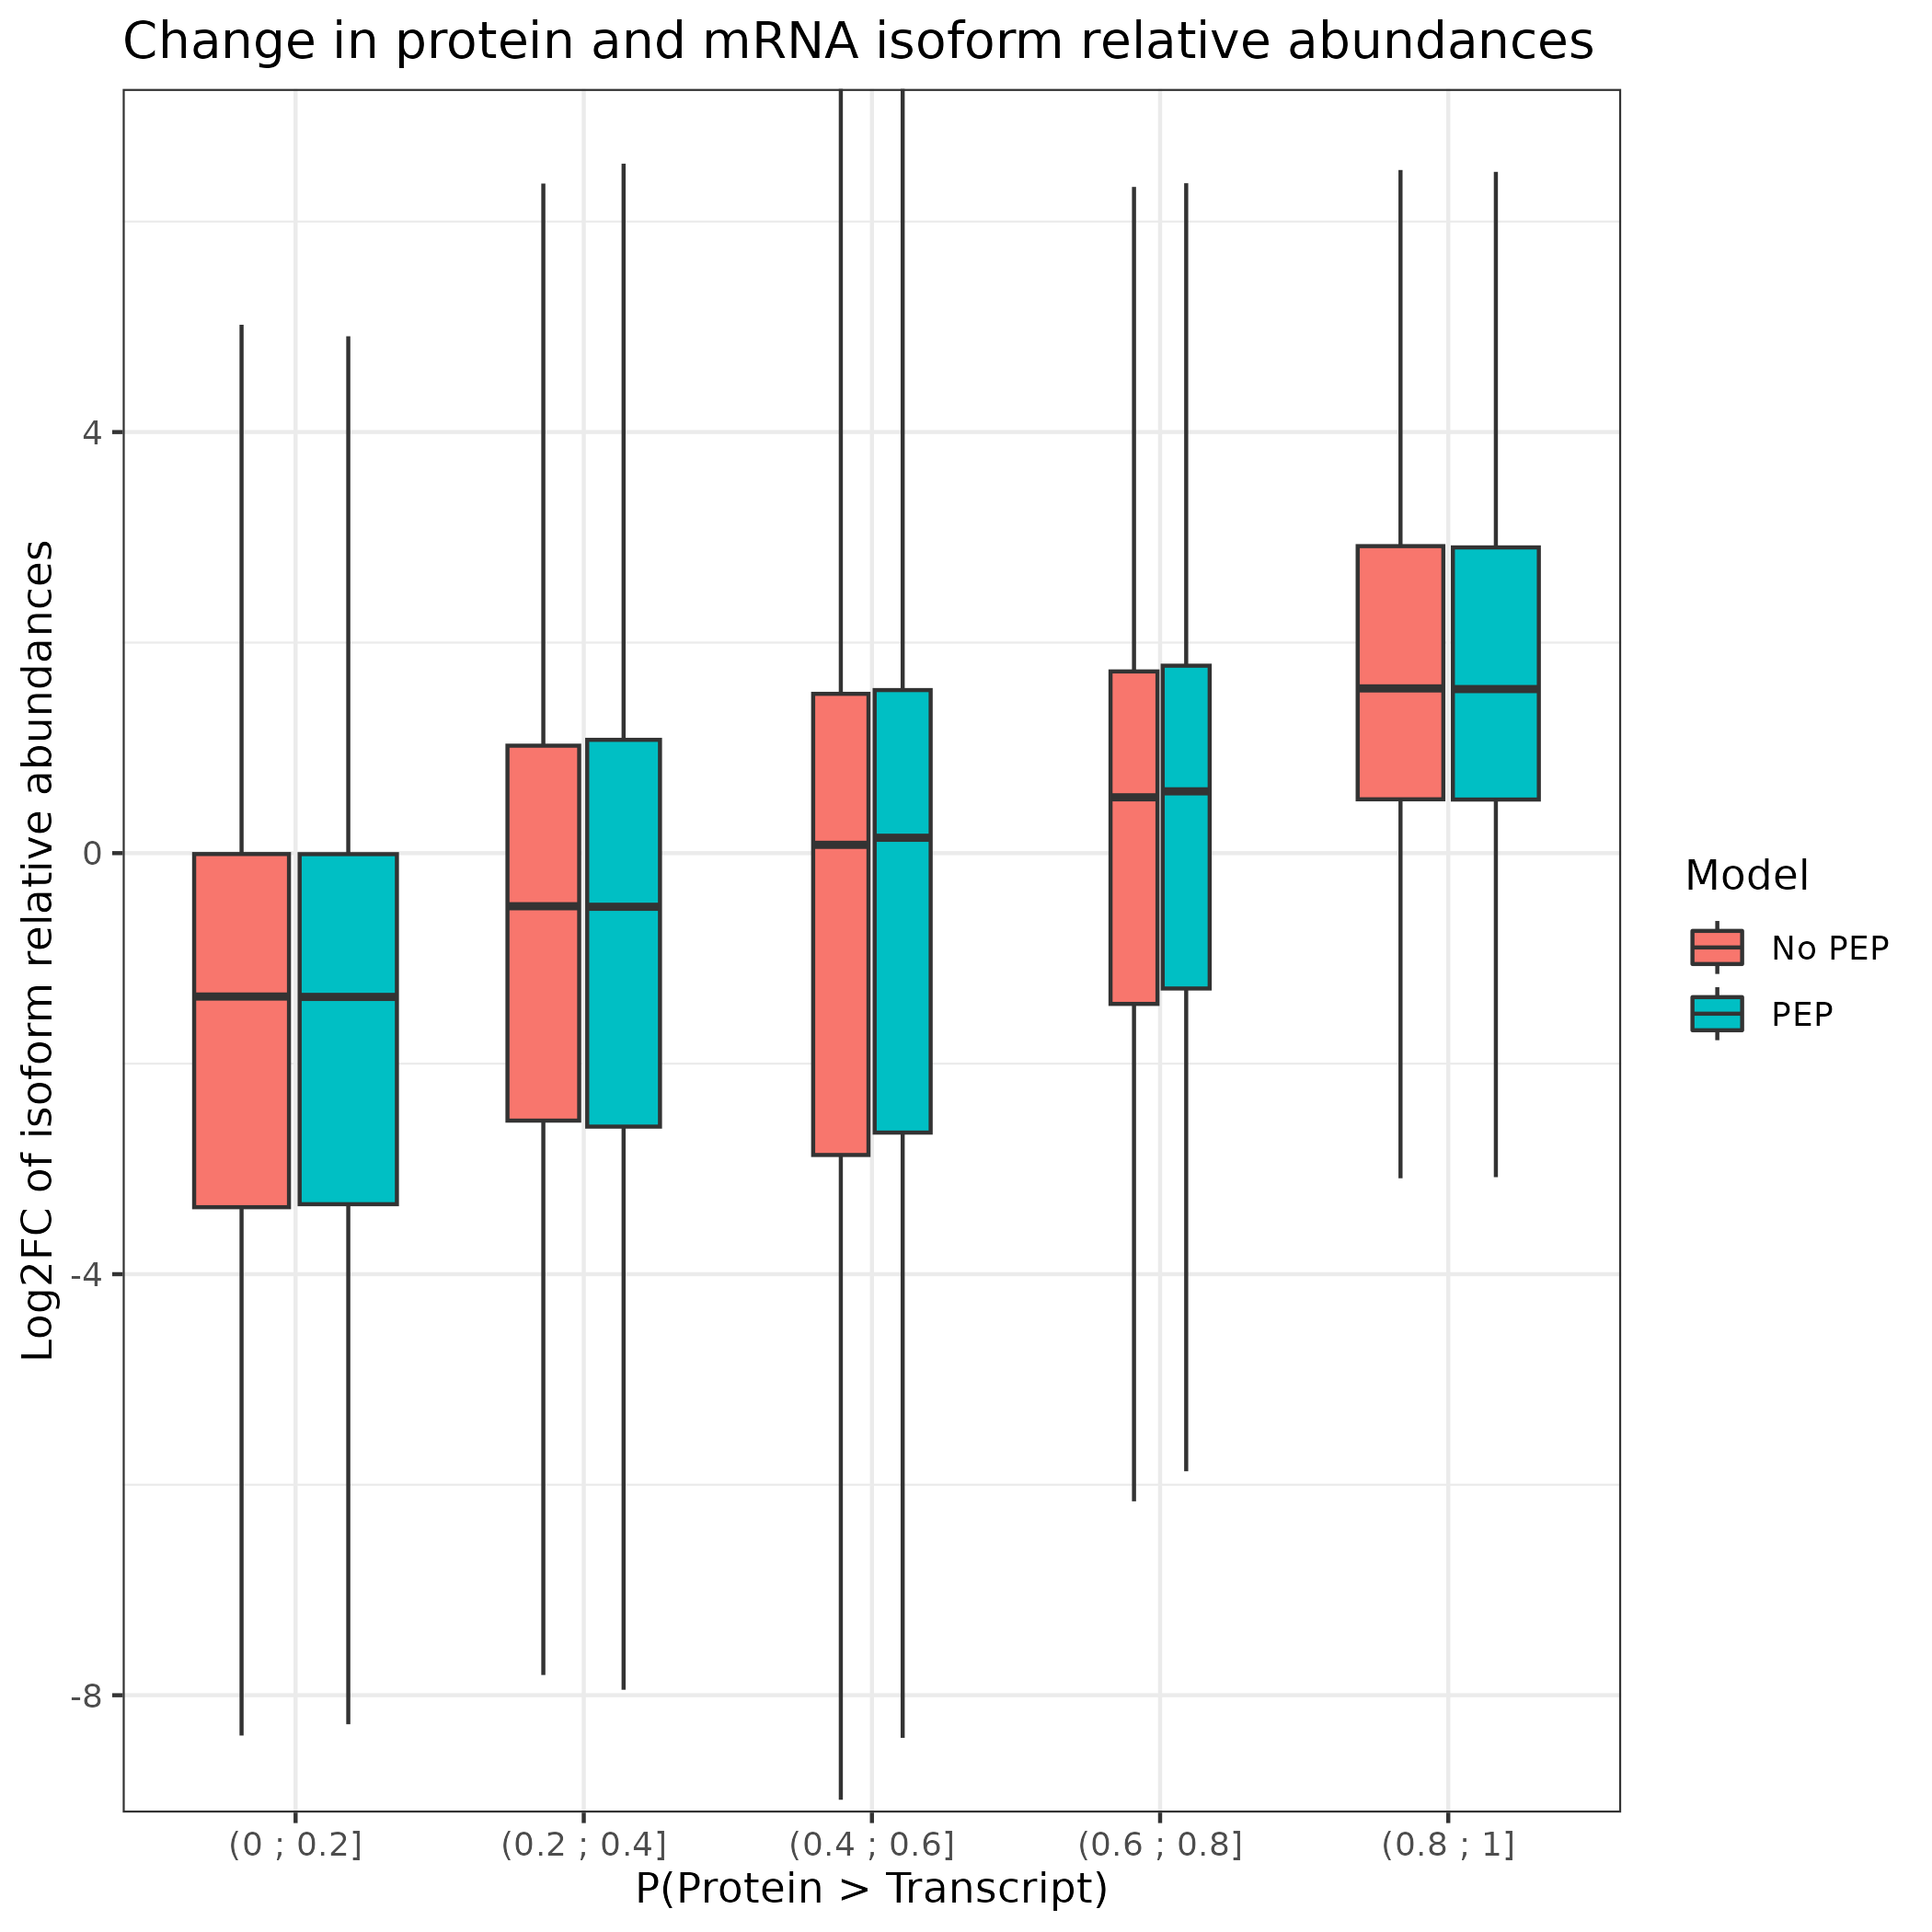 Change in protein and mRNA isoform relative abundances
Log2FC of isoform relative abundances
4
0
-4
-8
(0 ; 0.2]
(0.2 ; 0.4]
(0.4 ; 0.6]
(0.6 ; 0.8]
(0.8 ; 1]
P(Protein > Transcript)
Model
No PEP
PEP